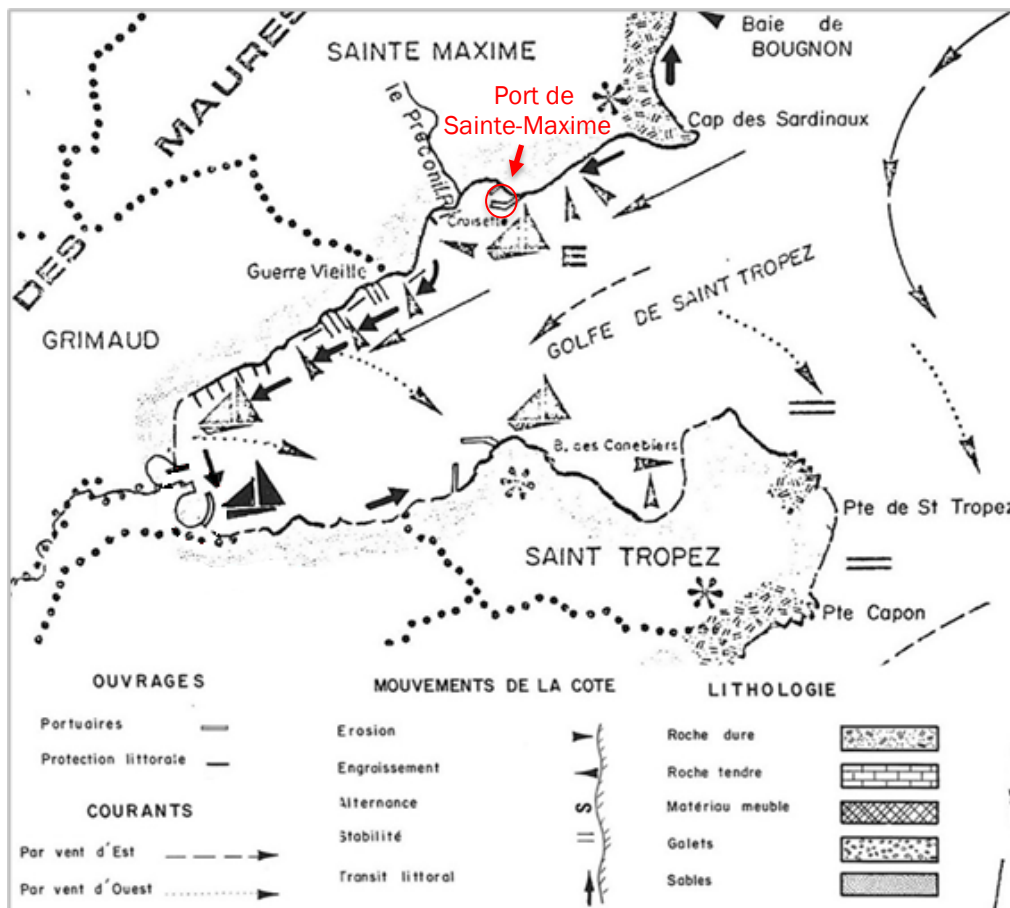 Baie de
BOUGNON
SAINTE MAXIME
MAURES
DES
Port de
Sainte-Maxime
le Préconil R
Cap des Sardinaux
Croisette
Guerre Vieille
GOLFE DE SAINT TROPEZ
GRIMAUD
B. des Canebiers
Pte de St Tropez
SAINT TROPEZ
Pte Capon
OUVRAGES
Portuaires
Protection littorale
COURANTS
Par vent d'Est
Par vent d'Ouest
MOUVEMENTS DE LA COTE
Erosion
Engraissement
Alternance
S
Stabilité
Transit littoral
LITHOLOGIE
Roche dure
Roche tendre
Matériau meuble
Galets
Sables